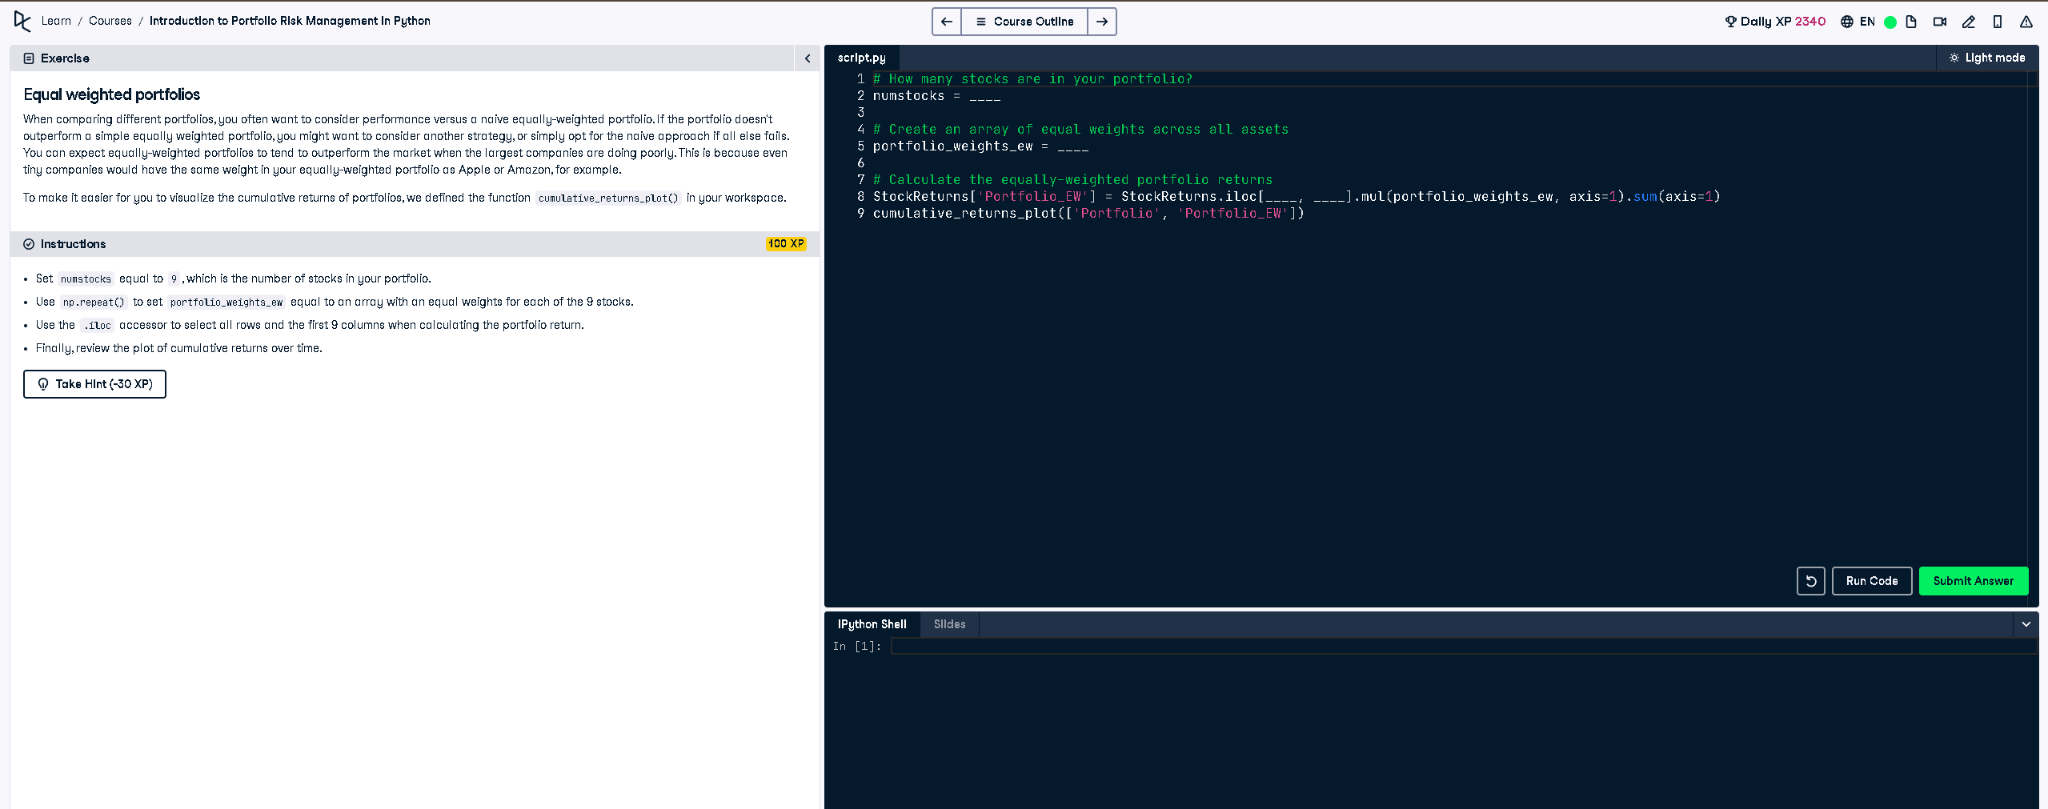 Learn / Courses / Introduction to Portfolio Risk Management in Python
Course Outline
Daily XP 2340
EN
Exercise
Equal weighted portfolios
When comparing different portfolios, you often want to consider performance versus a naive equally-weighted portfolio. If the portfolio doesn't
outperform a simple equally weighted portfolio, you might want to consider another strategy, or simply opt for the naive approach if all else fails.
You can expect equally-weighted portfolios to tend to outperform the market when the largest companies are doing poorly. This is because even
tiny companies would have the same weight in your equally-weighted portfolio as Apple or Amazon, for example.
To make it easier for you to visualize the cumulative returns of portfolios, we defined the function cumulative_returns_plot() in your workspace.
Instructions
100 XP
• Set numstocks equal to 9, which is the number of stocks in your portfolio.
• Use np.repeat() to set portfolio_weights_ew equal to an array with an equal weights for each of the 9 stocks.
• Use the .iloc accessor to select all rows and the first 9 columns when calculating the portfolio return.
• Finally, review the plot of cumulative returns over time.
Take Hint (-30 XP)
script.py
Light mode
1 # How many stocks are in your portfolio?
2 numstocks = ____
3
4 # Create an array of equal weights across all assets
5 portfolio_weights_ew = ____
6
7 # Calculate the equally-weighted portfolio returns
8 StockReturns['Portfolio_EW'] = StockReturns.iloc[____, ____].mul(portfolio_weights_ew, axis=1).sum(axis=1)
9 cumulative_returns_plot(['Portfolio', 'Portfolio_EW'])
Run Code
Submit Answer
IPython Shell
Slides
In [1]: